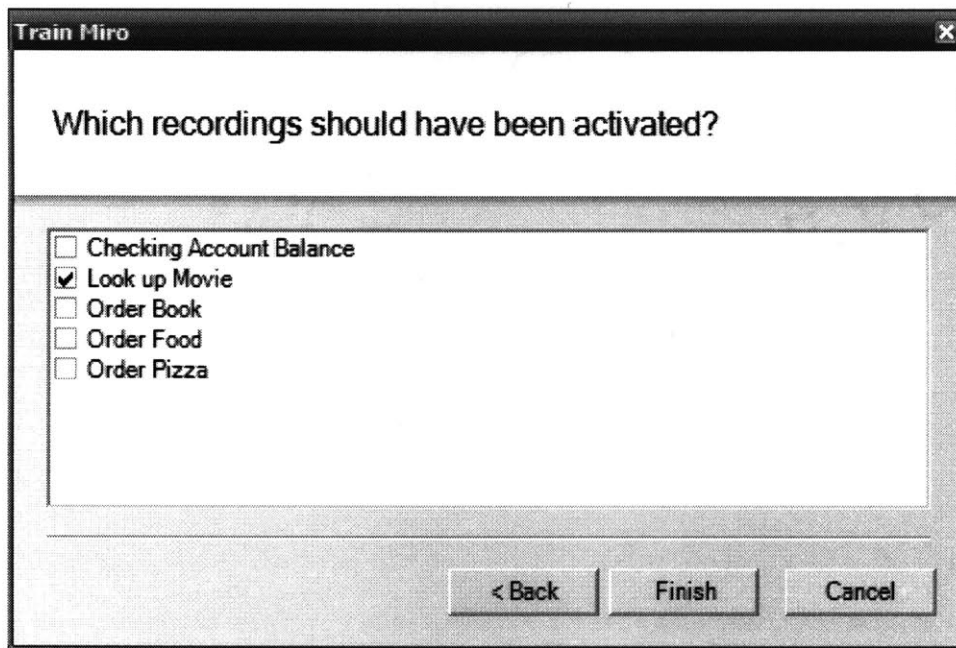 Train Miro
Which recordings should have been activated?
Checking Account Balance
Look up Movie
Order Book
Order Food
Order Pizza
< Back
Finish
Cancel